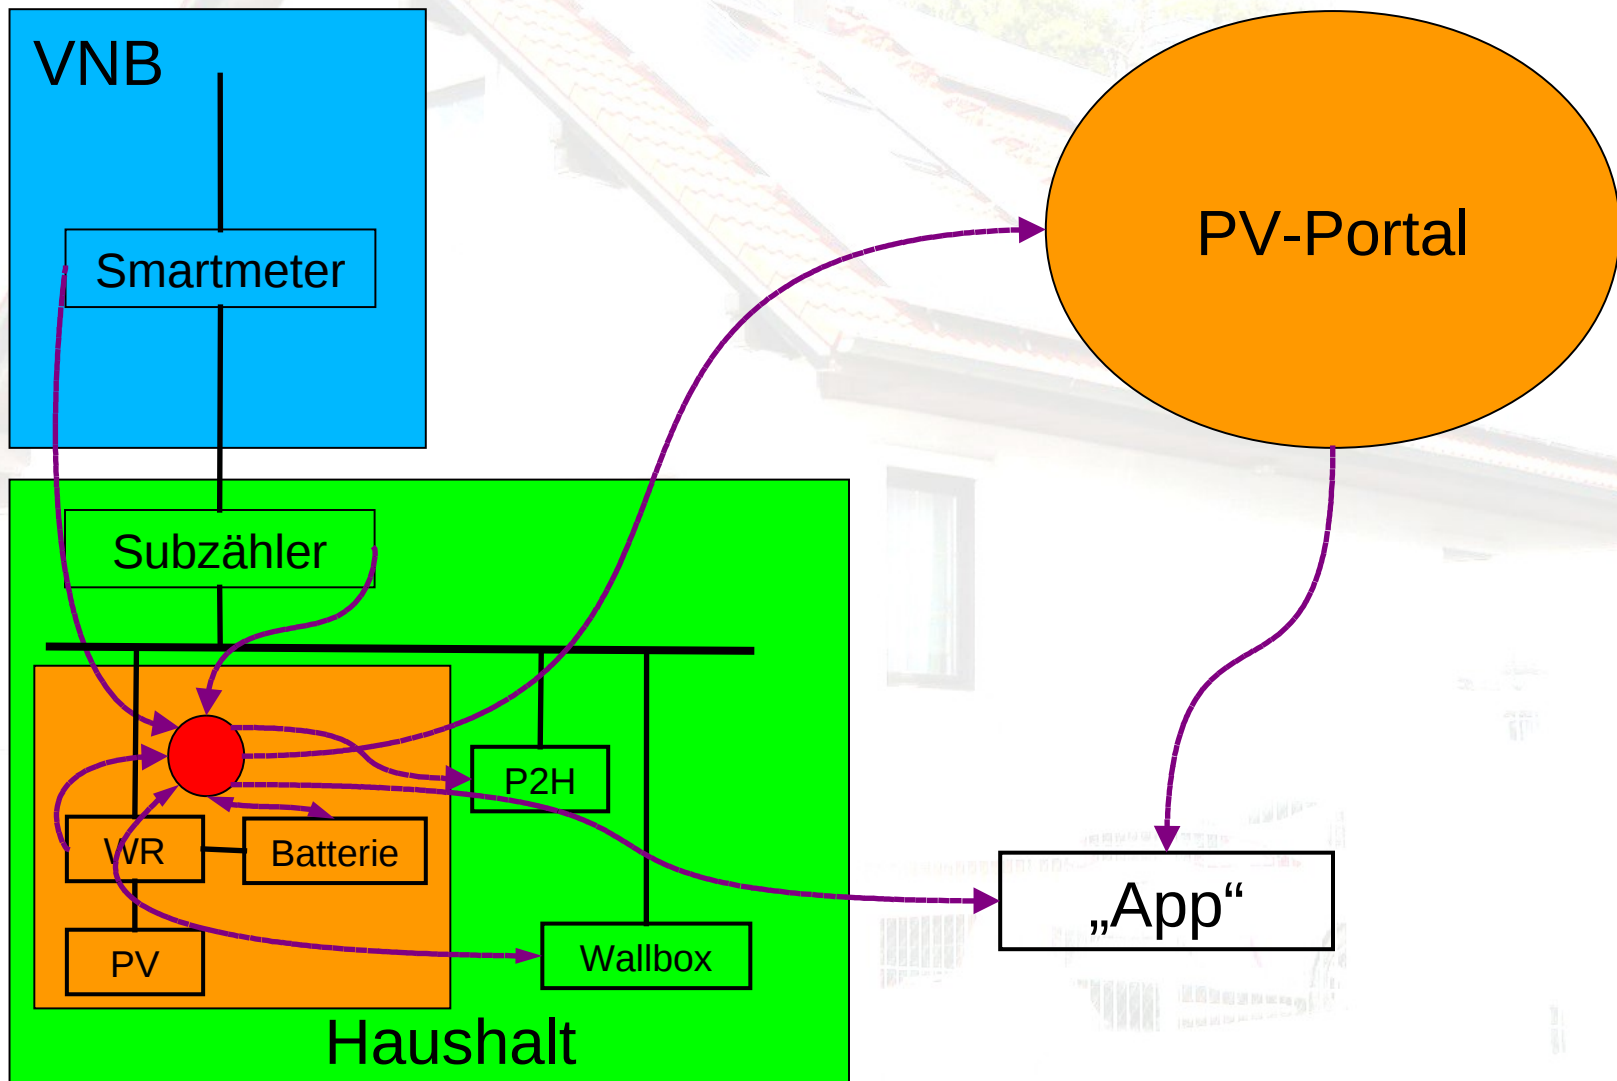 VNB
Smartmeter
PV-Portal
Subzähler
P2H
WR
Batterie
„App“
PV
Wallbox
Haushalt